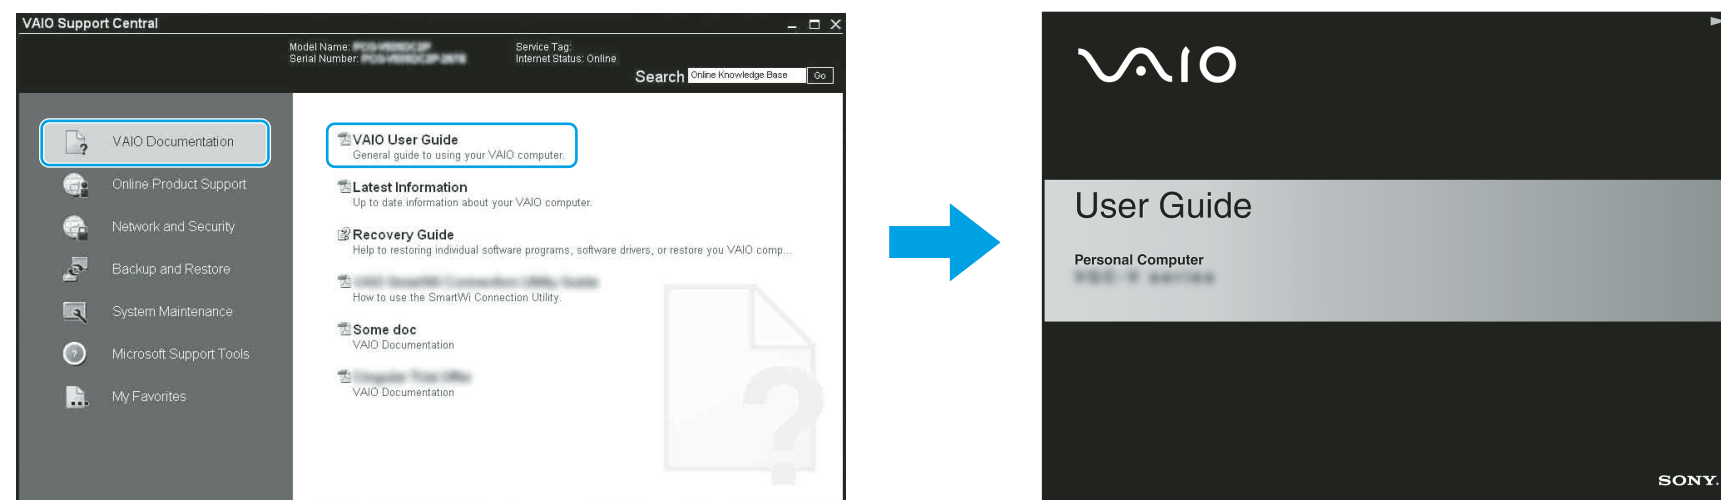 VAIO Support Central
Model Name:
Serial Number:
Service Tag:
Internet Status: Online
Search Online Knowledge Base Go
VAIO Documentation
Online Product Support
Network and Security
Backup and Restore
System Maintenance
Microsoft Support Tools
My Favorites
VAIO User Guide
General guide to using your VAIO computer.
Latest Information
Up to date information about your VAIO computer.
Recovery Guide
Help to restoring individual software programs, software drivers, or restore you VAIO comp...
How to use the SmartWi Connection Utility.
Some doc
VAIO Documentation
VAIO Documentation
VAIO
User Guide
Personal Computer
SONY.